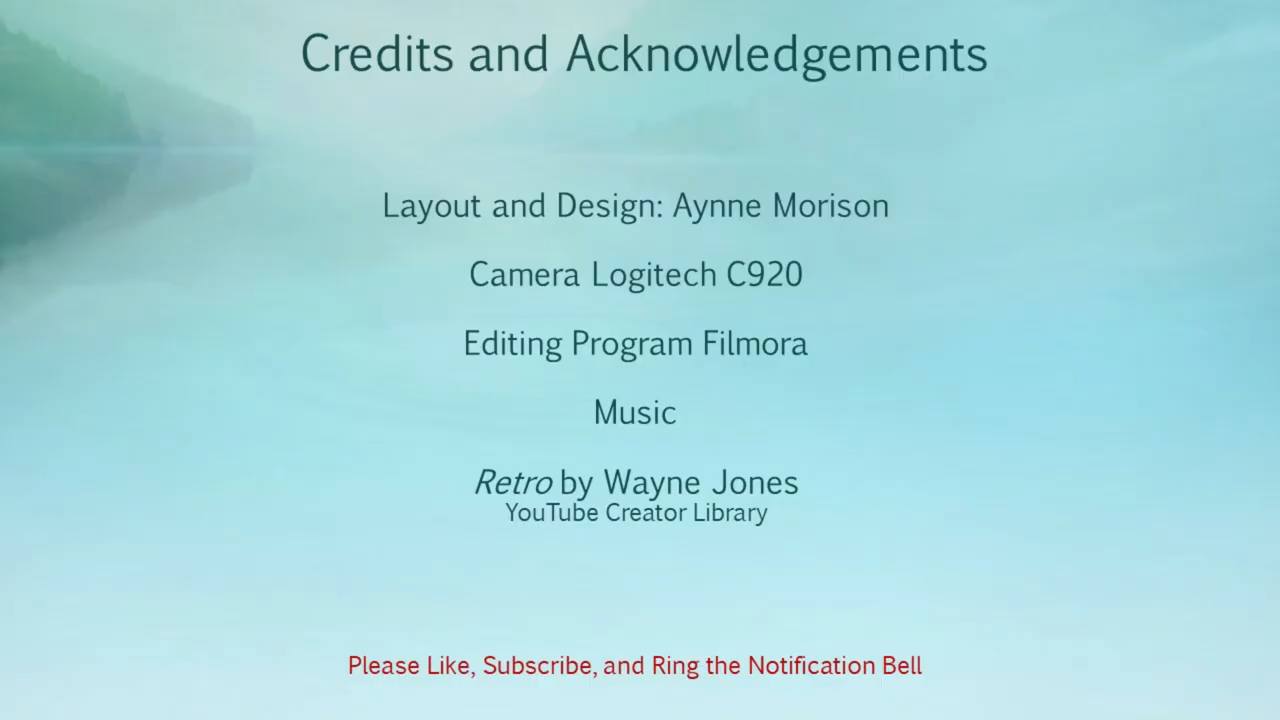 Credits and Acknowledgements
Layout and Design: Aynne Morison
Camera Logitech C920
Editing Program Filmora
Music
Retro by Wayne Jones
YouTube Creator Library
Please Like, Subscribe, and Ring the Notification Bell